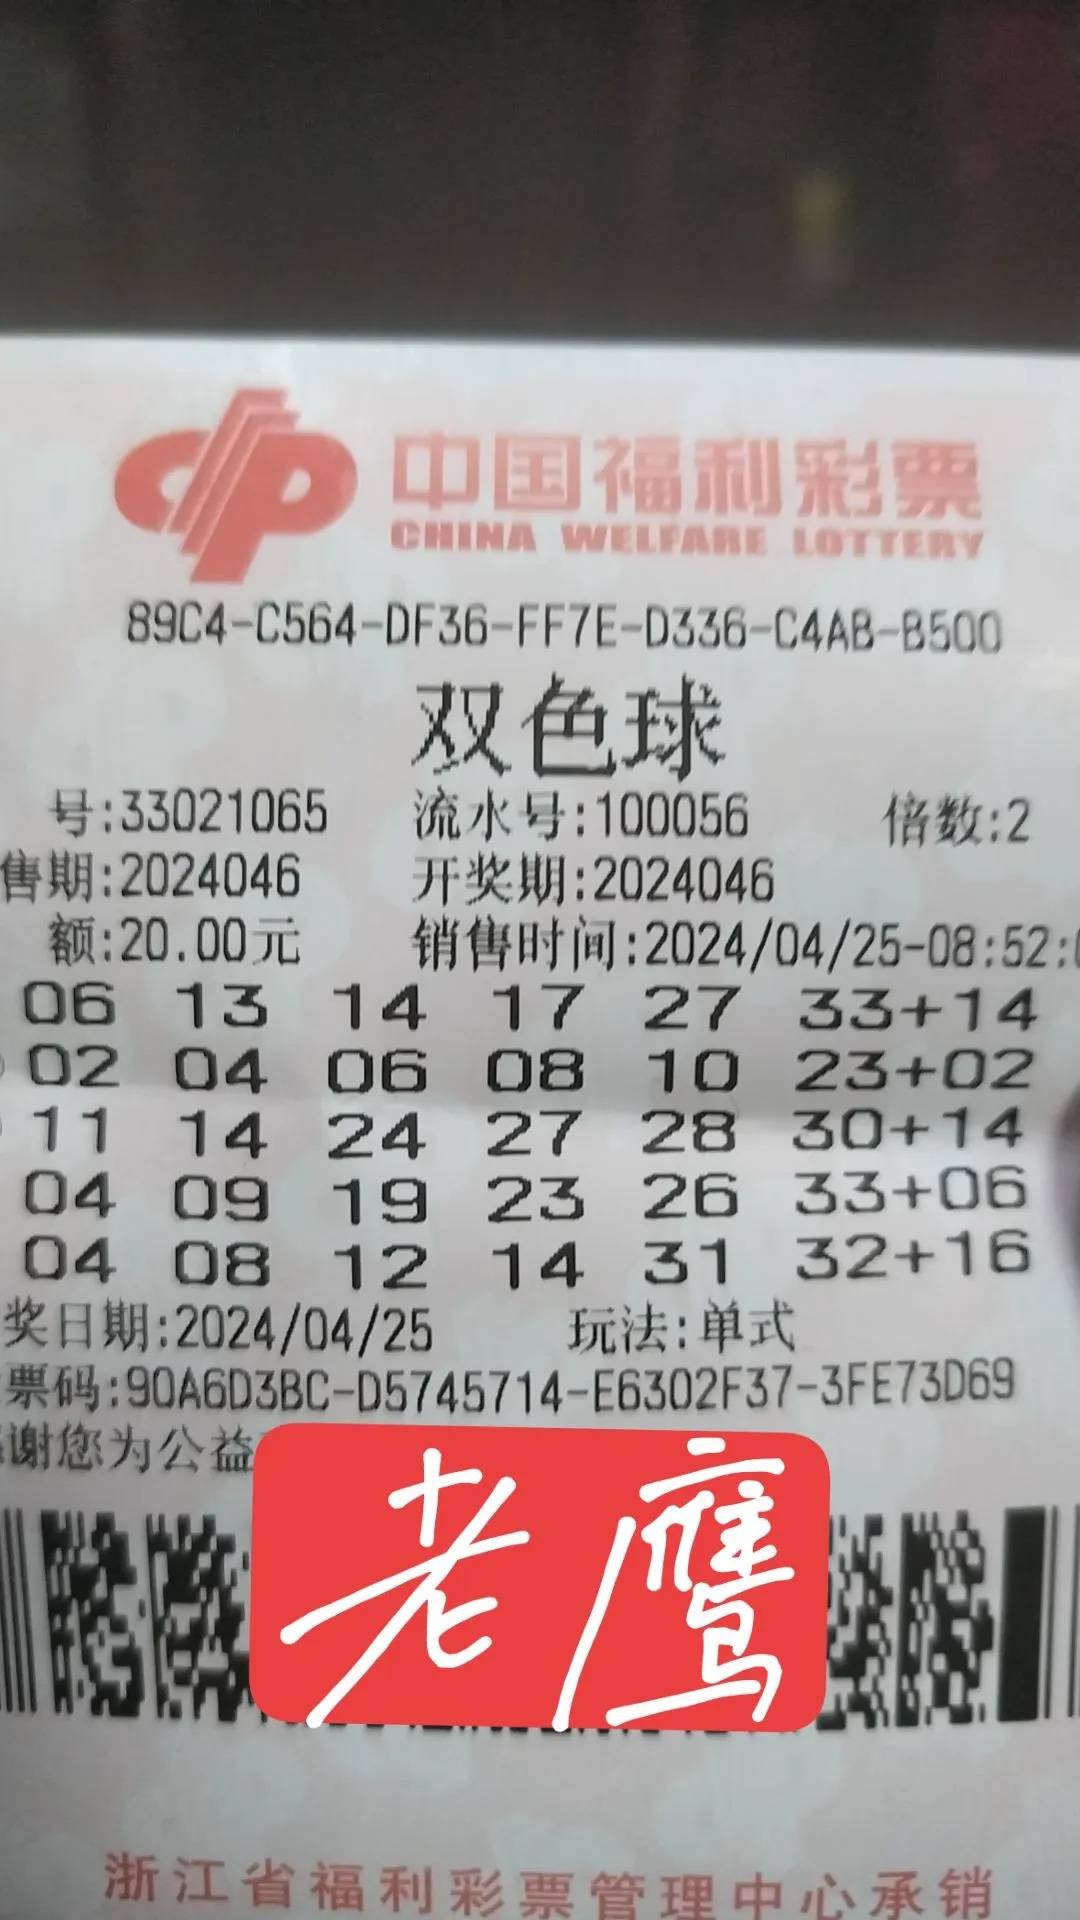 中国福利彩票
CHINA WELFARE LOTTERY
89C4-C564-DF36-FF7E-D336-C4AB-B500
双色球
号:33021065 流水号:100056 倍数:2
售期:2024046 开奖期:2024046
额:20.00元 销售时间:2024/04/25-08:52:
06 13 14 17 27 33+14
02 04 06 08 10 23+02
11 14 24 27 28 30+14
04 09 19 23 26 33+06
04 08 12 14 31 32+16
奖日期:2024/04/25 玩法:单式
票码:90A6D3BC-D5745714-E6302F37-3FE73D69
谢您为公益
老鹰
浙江省福利彩票管理中心承销